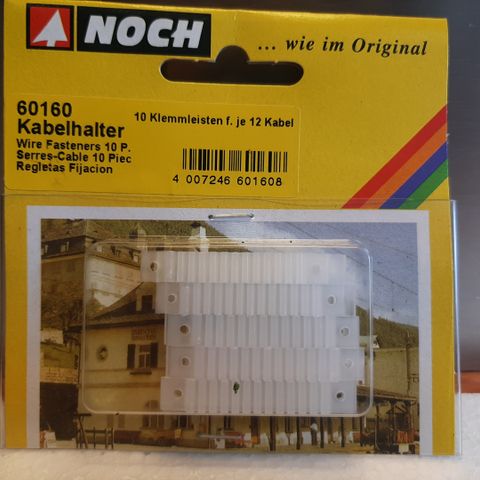 NOCH
... wie im Original
60160
Kabelhalter
Wire Fasteners 10 P.
Serres-Cable 10 Piec
Regletas Fijacion
10 Klemmleisten f. je 12 Kabel
4 007246 601608